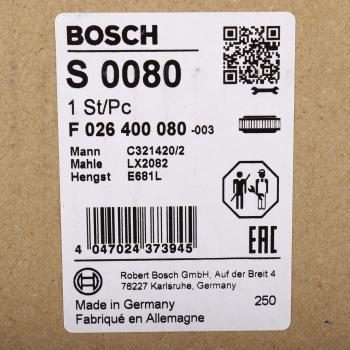 BOSCH
S 0080
1 St/Pc
F 026 400 080 -003
Mann C321420/2
Mahle LX2082
Hengst E681L
4 047024 373945
EAC
Robert Bosch GmbH, Auf der Breit 4
76227 Karlsruhe, Germany
Made in Germany 250
Fabriqué en Allemagne